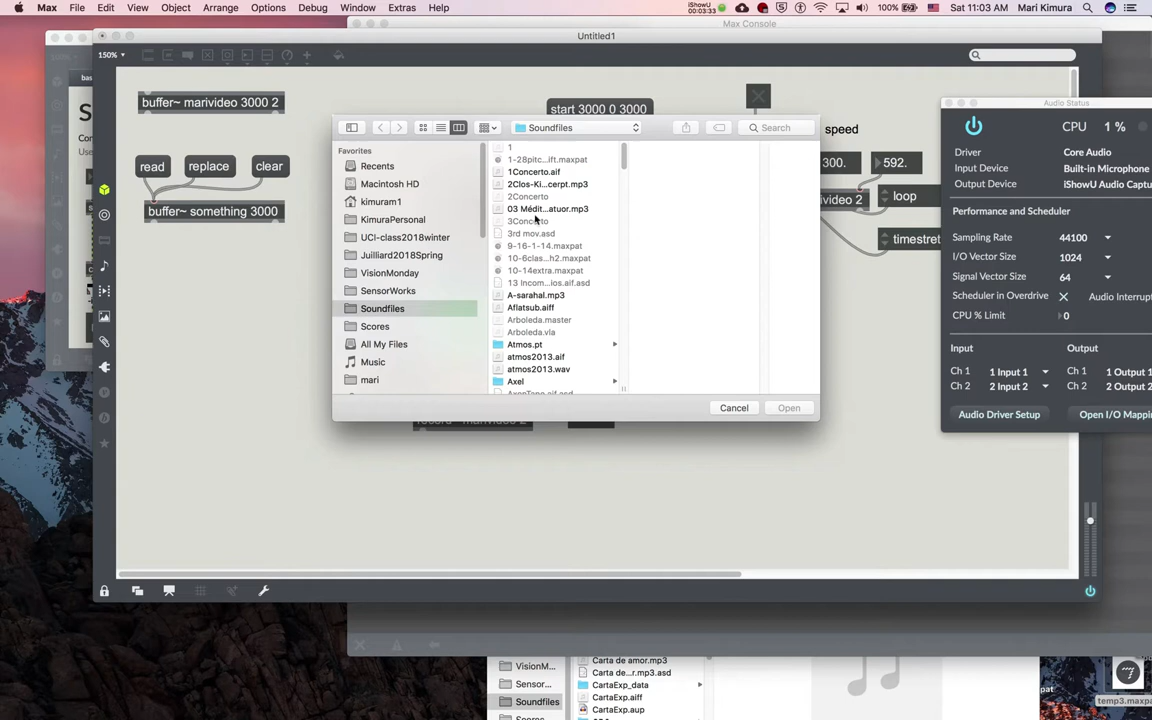 Max File Edit View Object Arrange Options Debug Window Extras Help
iShowU
00:03:33
100% Sat 11:03 AM Mari Kimura
Max Console
Untitled1
150%
buffer~ marivideo 3000 2
start 3000 0 3000
speed
read replace clear
buffer~ something 3000
300. 592.
loop
timestret
Soundfiles
Search
Favorites
Recents
Macintosh HD
kimuram1
KimuraPersonal
UCI-class2018winter
Juilliard2018Spring
VisionMonday
SensorWorks
Soundfiles
Scores
All My Files
Music
mari
1
1-28pitc...ift.maxpat
1Concerto.aif
2Clos-Ki...cerpt.mp3
2Concerto
03 Médit...atuor.mp3
3Concerto
3rd mov.asd
9-16-1-14.maxpat
10-6clas...h2.maxpat
10-14extra.maxpat
13 Incom...ios.aif.asd
A-sarahal.mp3
Aflatsub.aiff
Arboleda.master
Arboleda.vla
Atmos.pt
atmos2013.aif
atmos2013.wav
Axel
Cancel Open
Audio Status
CPU 1 %
Driver Core Audio
Input Device Built-in Microphone
Output Device iShowU Audio Captu
Performance and Scheduler
Sampling Rate 44100
I/O Vector Size 1024
Signal Vector Size 64
Scheduler in Overdrive Audio Interrup
CPU % Limit 0
Input Output
Ch 1 1 Input 1 Ch 1 1 Output 1
Ch 2 2 Input 2 Ch 2 2 Output 2
Audio Driver Setup Open I/O Mappin
VisionM...
Sensor...
Soundfiles
Carta de amor.mp3
Carta de...r.mp3.asd
CartaExp_data
CartaExp.aiff
CartaExp.aup
temp3.maxpa